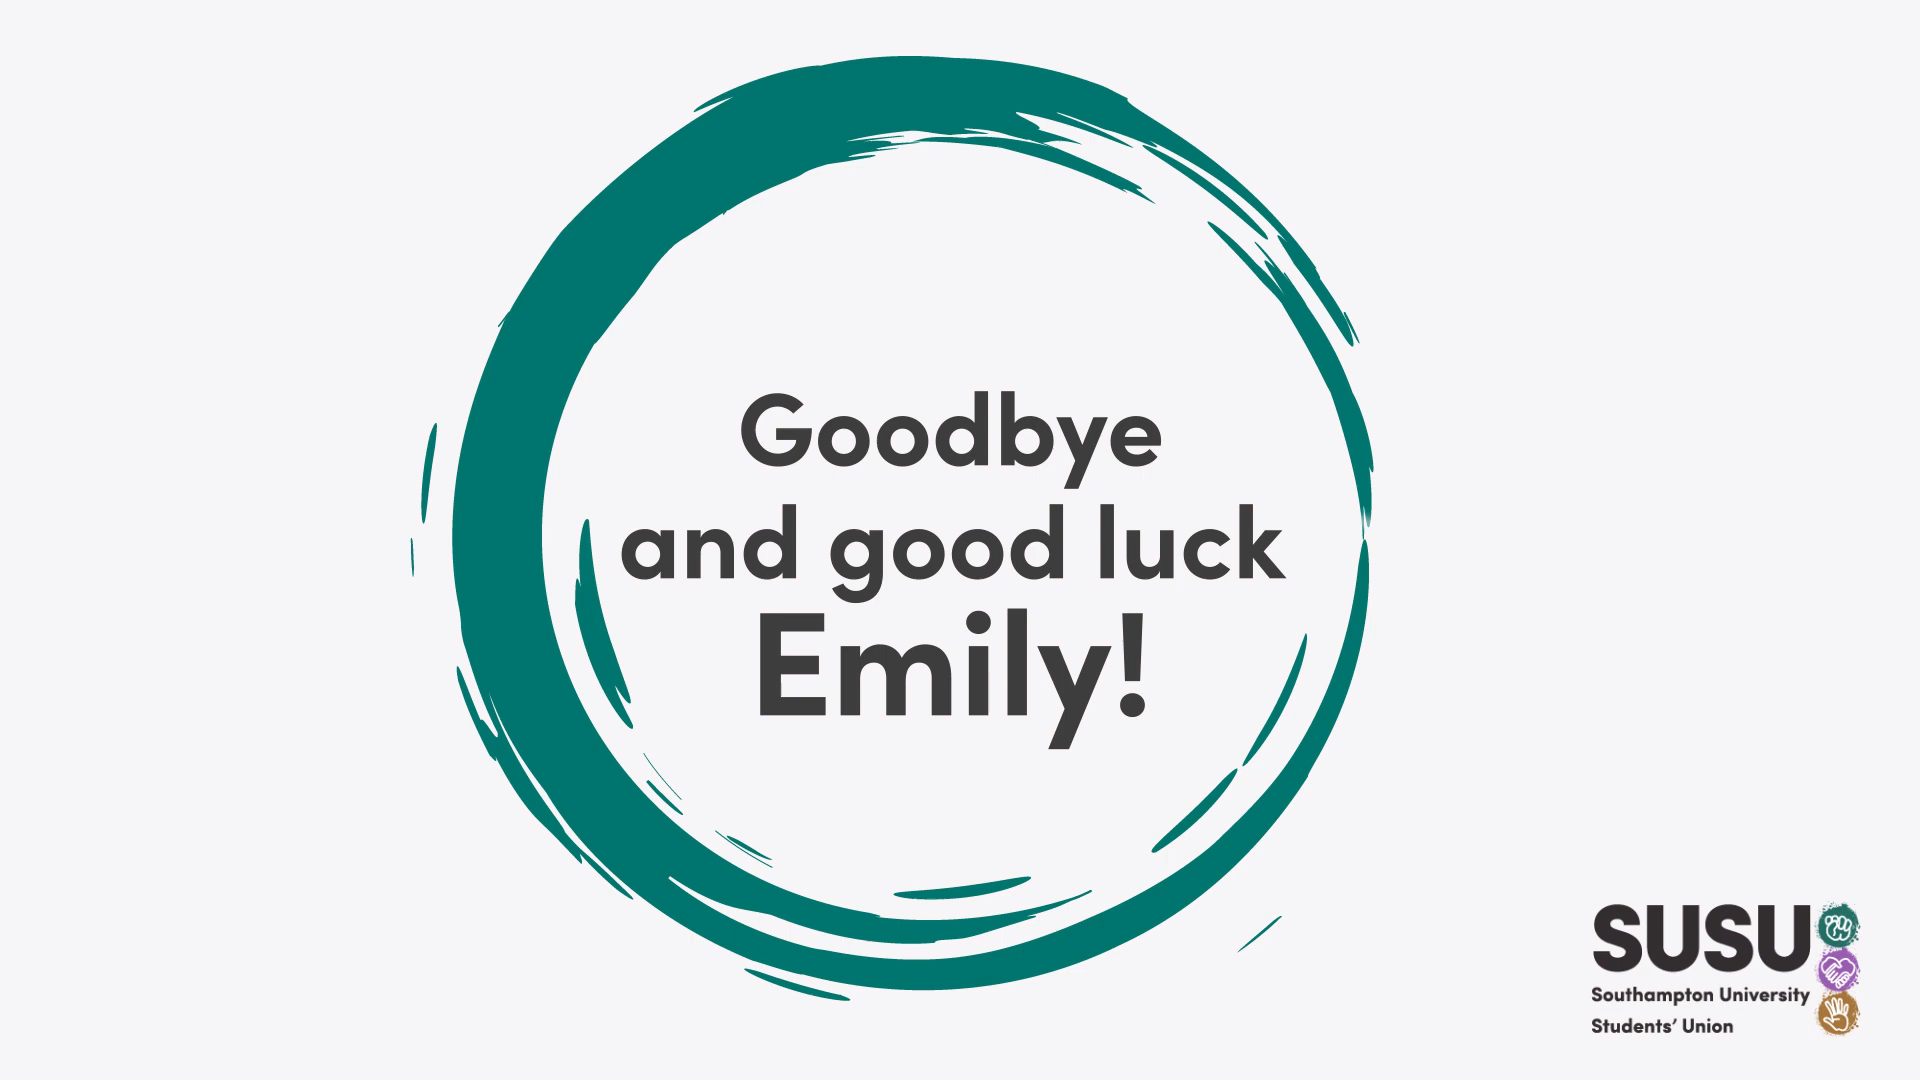 Goodbye
and good luck
Emily!
SUSU
Southampton University
Students’ Union